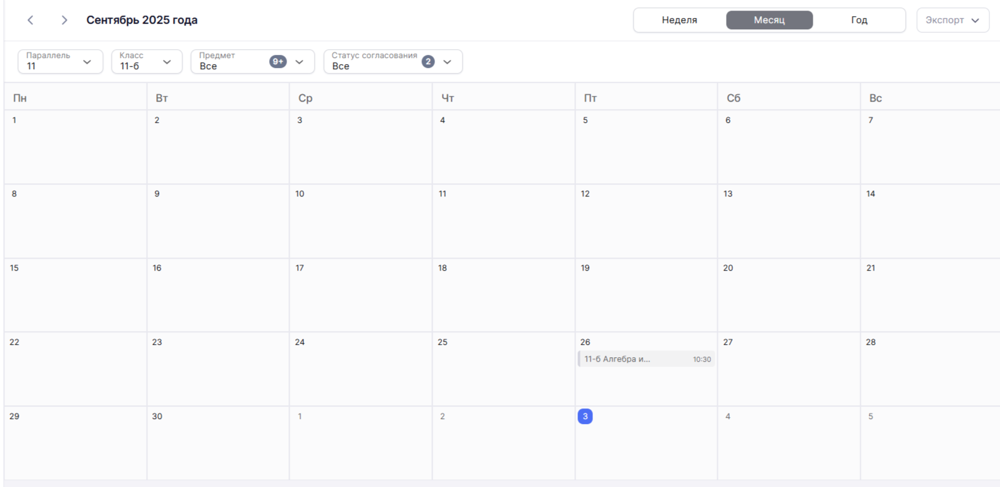 Сентябрь 2025 года
Неделя Месяц Год Экспорт
Параллель
11
Класс
11-б
Предмет
Все 9+
Статус согласования
Все 2
Пн Вт Ср Чт Пт Сб Вс
1 2 3 4 5 6 7
8 9 10 11 12 13 14
15 16 17 18 19 20 21
22 23 24 25 26 27 28
11-б Алгебра и... 10:30
29 30 1 2 3 4 5